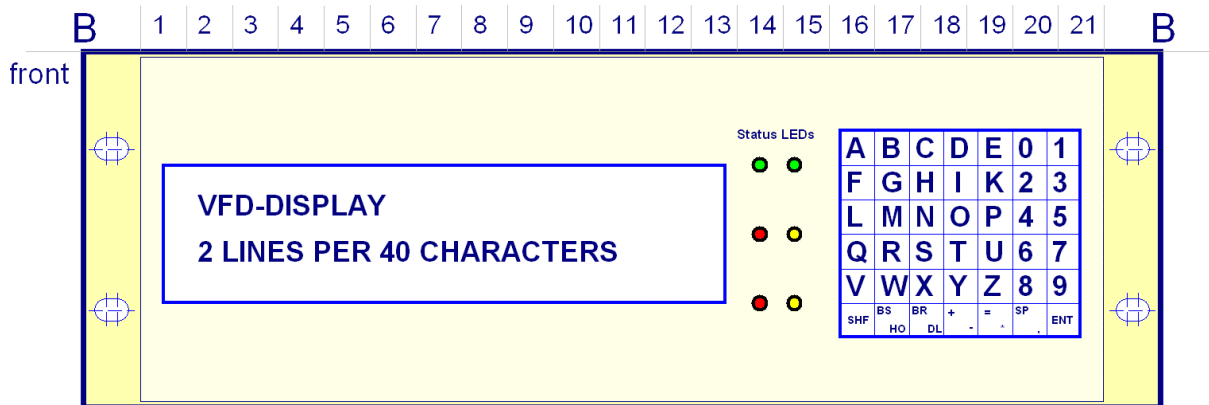 B 1 2 3 4 5 6 7 8 9 10 11 12 13 14 15 16 17 18 19 20 21 B
front
Status LEDs
VFD-DISPLAY
2 LINES PER 40 CHARACTERS
A B C D E 0 1
F G H I K 2 3
L M N O P 4 5
Q R S T U 6 7
V W X Y Z 8 9
SHF BS HO BR DL + - = * SP . ENT